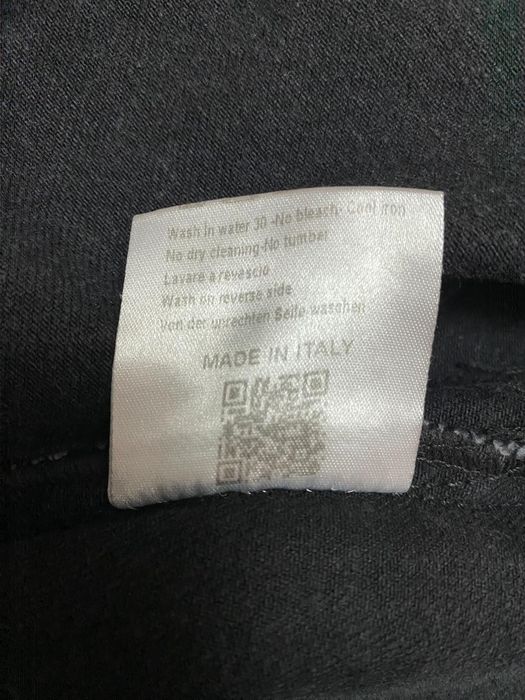 Wash in water 30 -No bleach- Cool iron
No dry cleaning-No tumber
Lavare a revescio
Wash on reverse side
Von der unrechten Seite waschen
MADE IN ITALY